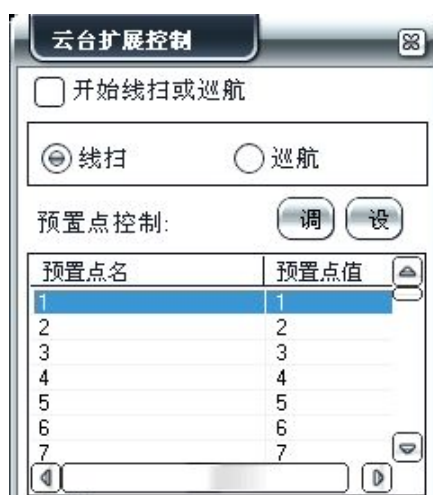 云台扩展控制
开始线扫或巡航
线扫 巡航
预置点控制: 调 设
预置点名 预置点值
1 1
2 2
3 3
4 4
5 5
6 6
7 7